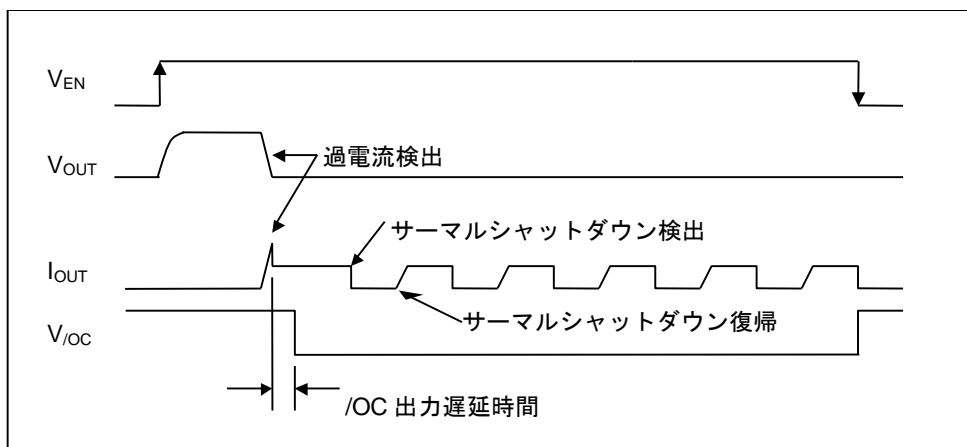 VEN
VOUT
過電流検出
サーマルシャットダウン検出
IOUT
サーマルシャットダウン復帰
V/OC
/OC 出力遅延時間